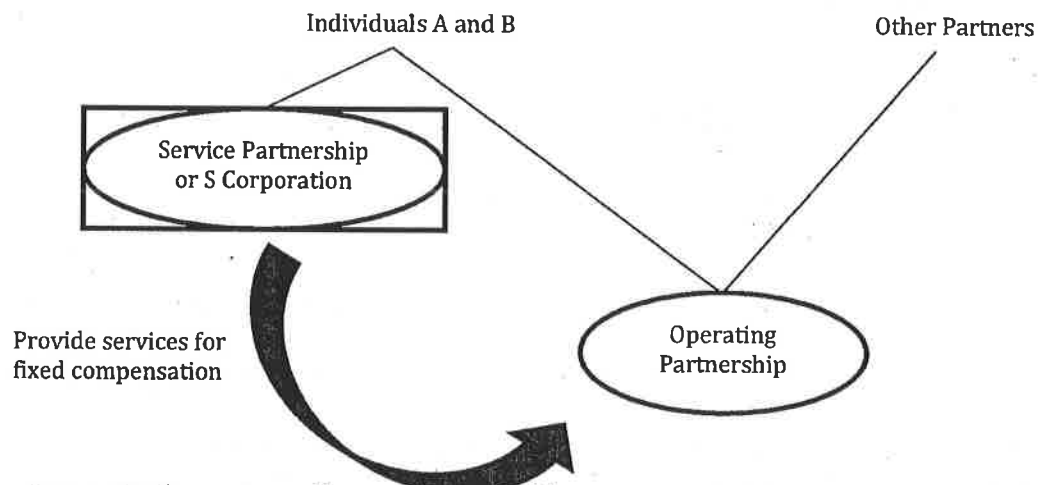 Individuals A and B
Other Partners
Service Partnership
or S Corporation
Provide services for
fixed compensation
Operating
Partnership